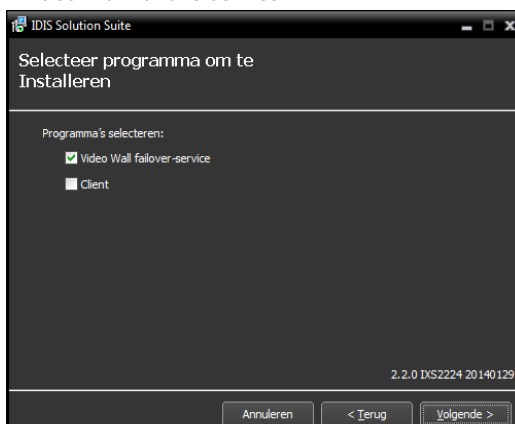 IDIS Solution Suite
Selecteer programma om te
Installeren
Programma's selecteren:
Video Wall failover-service
Client
2.2.0 IXS2224 20140129
Annuleren
< Terug
Volgende >